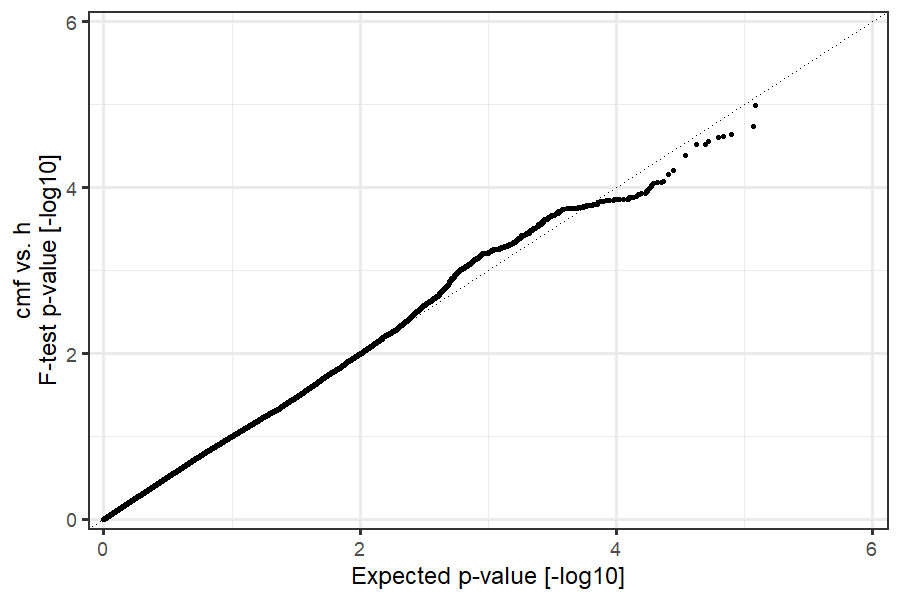 cmf vs. h
F-test p-value [-log10]
6
4
2
0
0 2 4 6
Expected p-value [-log10]